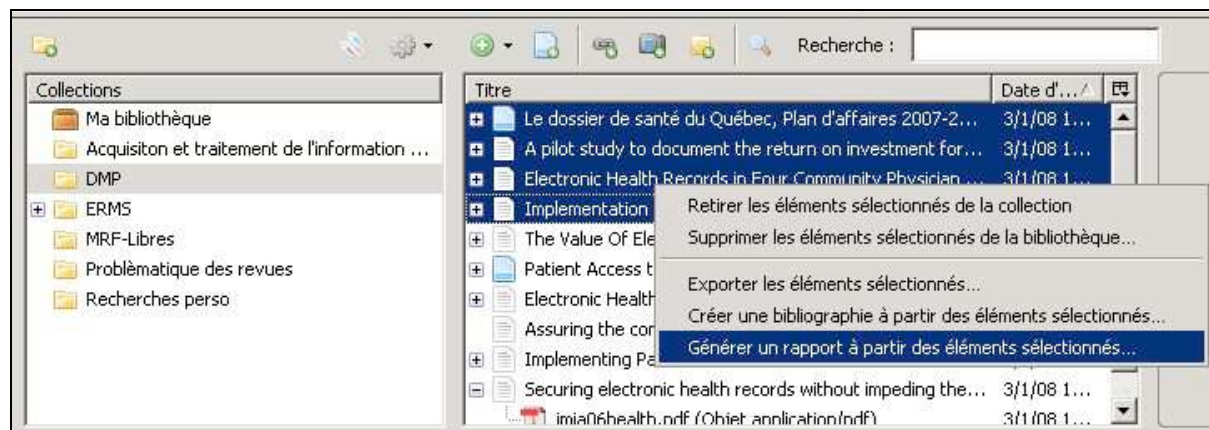 Recherche :
Collections
Ma bibliothèque
Acquisiton et traitement de l'information ...
DMP
ERMS
MRF-Libres
Problèmatique des revues
Recherches perso
Titre Date d'...
Le dossier de santé du Québec, Plan d'affaires 2007-2... 3/1/08 1...
A pilot study to document the return on investment for... 3/1/08 1...
Electronic Health Records in Four Community Physician ... 3/1/08 1...
Implementation
The Value Of Ele
Patient Access t
Electronic Health
Assuring the cor
Implementing Pa
Securing electronic health records without impeding the... 3/1/08 1...
imia06health.pdf (Objet application/pdf) 3/1/08 1...
Retirer les éléments sélectionnés de la collection
Supprimer les éléments sélectionnés de la bibliothèque...
Exporter les éléments sélectionnés...
Créer une bibliographie à partir des éléments sélectionnés...
Générer un rapport à partir des éléments sélectionnés...